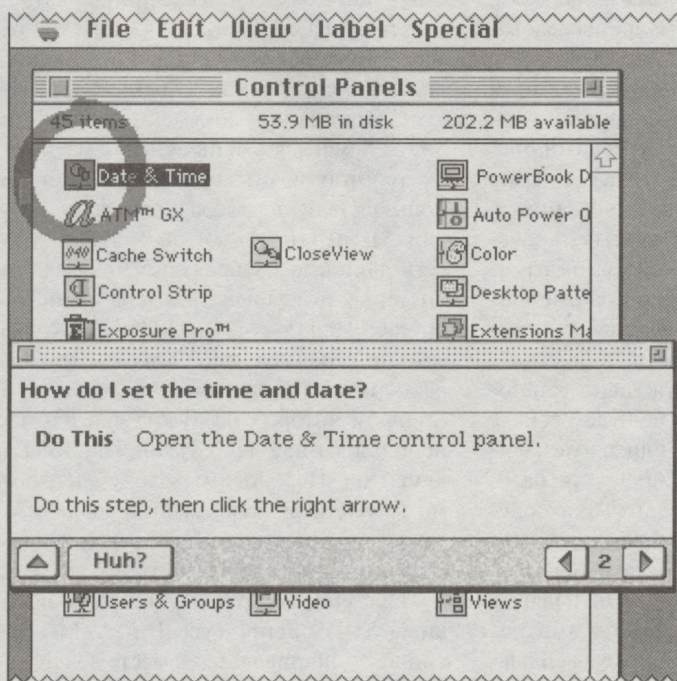 File Edit View Label Special
Control Panels
45 items 53.9 MB in disk 202.2 MB available
Date & Time PowerBook D
ATM™ GX Auto Power O
Cache Switch CloseView Color
Control Strip Desktop Patte
Exposure Pro™ Extensions Ma
How do I set the time and date?
Do This Open the Date & Time control panel.
Do this step, then click the right arrow.
Huh? 2
Users & Groups Video Views